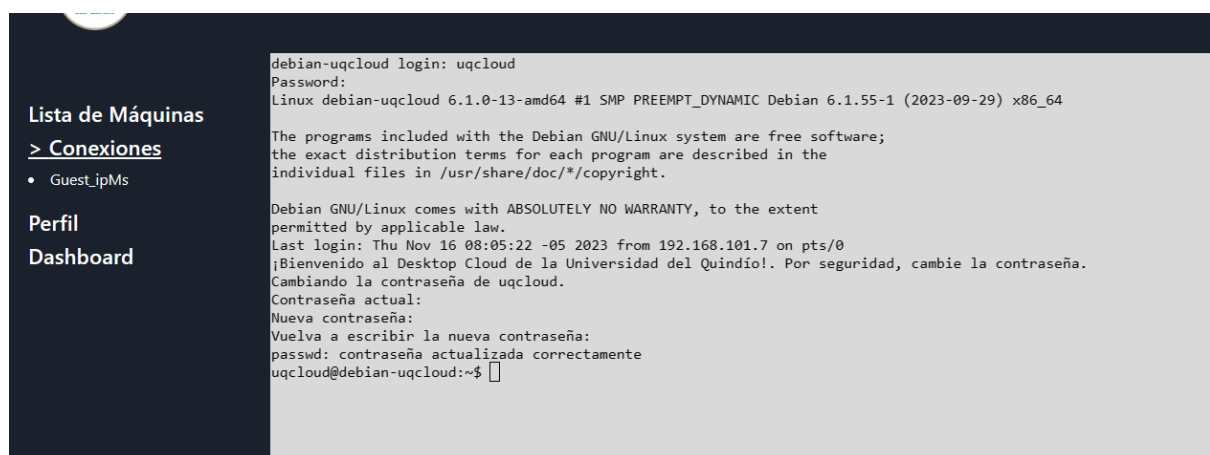 Lista de Máquinas
> Conexiones
• Guest_ipMs
Perfil
Dashboard
debian-uqcloud login: uqcloud
Password:
Linux debian-uqcloud 6.1.0-13-amd64 #1 SMP PREEMPT_DYNAMIC Debian 6.1.55-1 (2023-09-29) x86_64
The programs included with the Debian GNU/Linux system are free software;
the exact distribution terms for each program are described in the
individual files in /usr/share/doc/*/copyright.
Debian GNU/Linux comes with ABSOLUTELY NO WARRANTY, to the extent
permitted by applicable law.
Last login: Thu Nov 16 08:05:22 -05 2023 from 192.168.101.7 on pts/0
¡Bienvenido al Desktop Cloud de la Universidad del Quindío!. Por seguridad, cambie la contraseña.
Cambiando la contraseña de uqcloud.
Contraseña actual:
Nueva contraseña:
Vuelva a escribir la nueva contraseña:
passwd: contraseña actualizada correctamente
uqcloud@debian-uqcloud:~$